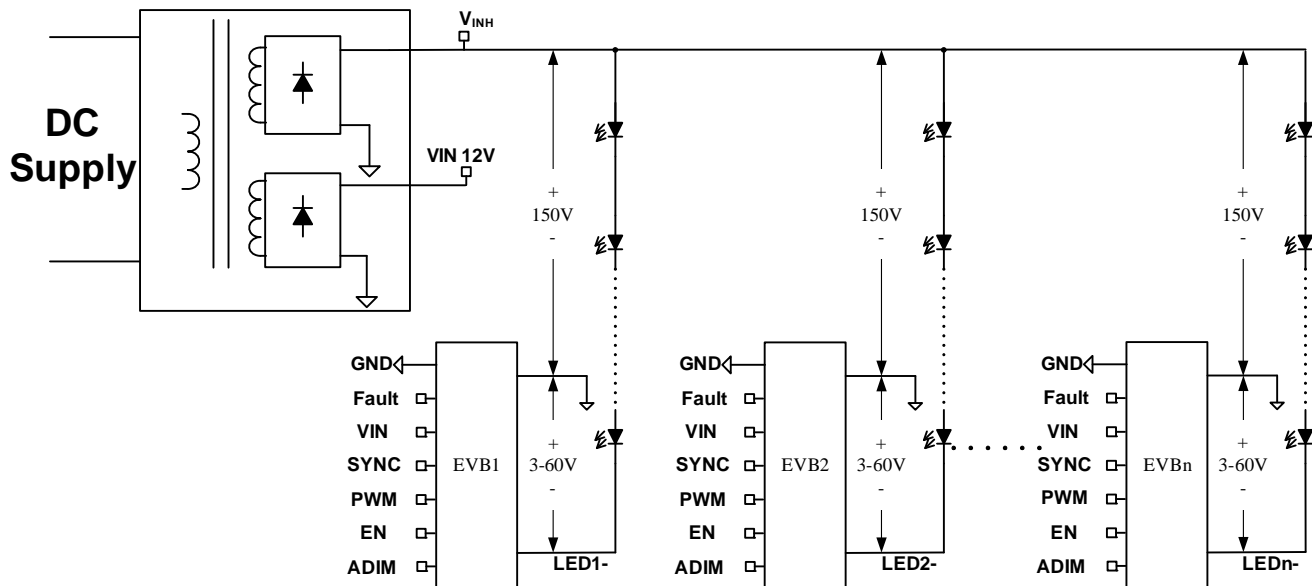 DC
Supply
VINH
VIN 12V
+
150V
-
+
150V
-
+
150V
-
GND
Fault
VIN
SYNC
PWM
EN
ADIM
EVB1
+
3-60V
-
LED1-
GND
Fault
VIN
SYNC
PWM
EN
ADIM
EVB2
+
3-60V
-
LED2-
GND
Fault
VIN
SYNC
PWM
EN
ADIM
EVBn
+
3-60V
-
LEDn-